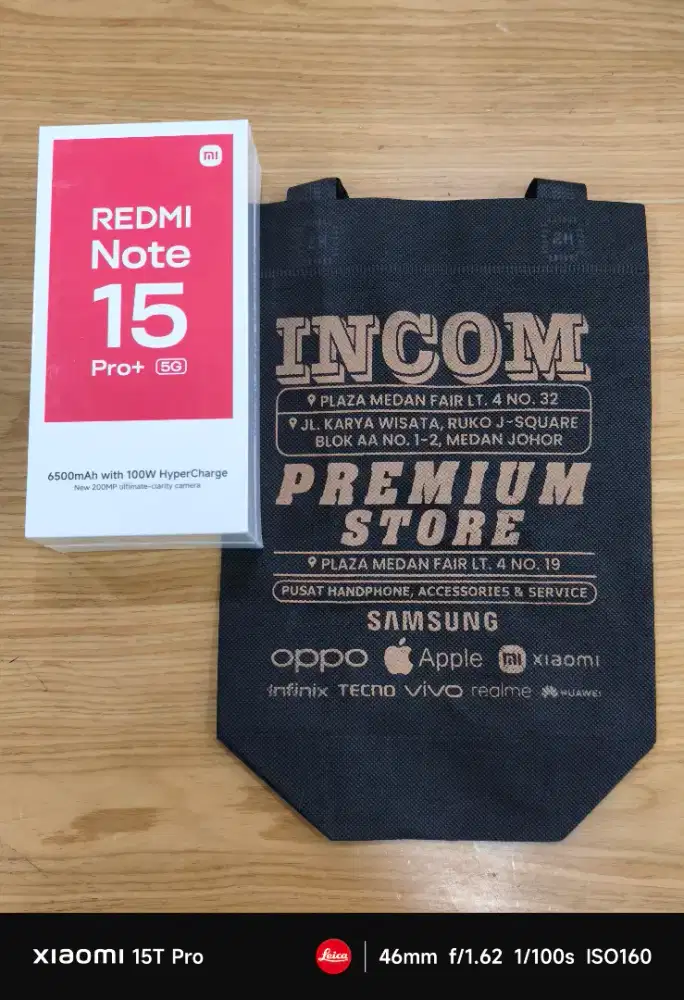 REDMI
Note
15
Pro+ 5G
6500mAh with 100W HyperCharge
New 200MP ultimate-clarity camera
INCOM
PLAZA MEDAN FAIR LT. 4 NO. 32
JL. KARYA WISATA, RUKO J-SQUARE
BLOK AA NO. 1-2, MEDAN JOHOR
PREMIUM
STORE
PLAZA MEDAN FAIR LT. 4 NO. 19
PUSAT HANDPHONE, ACCESSORIES & SERVICE
SAMSUNG
oppo Apple mi xiaomi
Infinix TECNO vivo realme HUAWEI
xiaomi 15T Pro
Leica
46mm f/1.62 1/100s ISO160